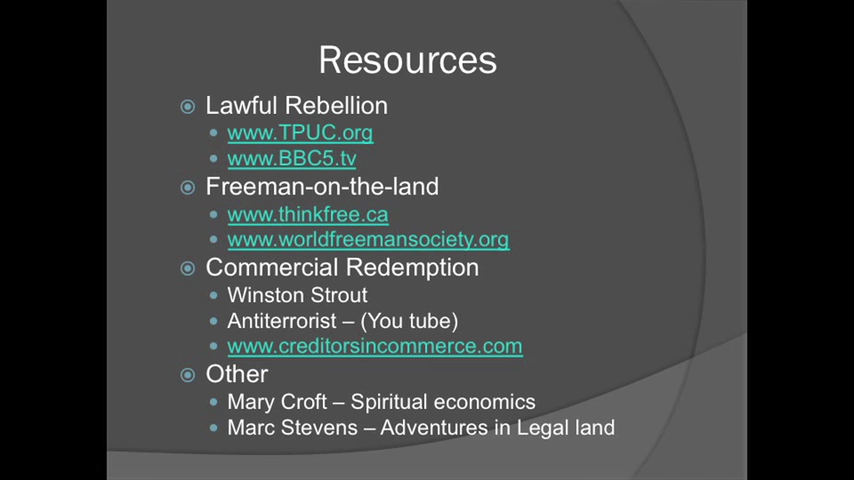 Resources
Lawful Rebellion
www.TPUC.org
www.BBC5.tv
Freeman-on-the-land
www.thinkfree.ca
www.worldfreemansociety.org
Commercial Redemption
Winston Strout
Antiterrorist – (You tube)
www.creditorsincommerce.com
Other
Mary Croft – Spiritual economics
Marc Stevens – Adventures in Legal land